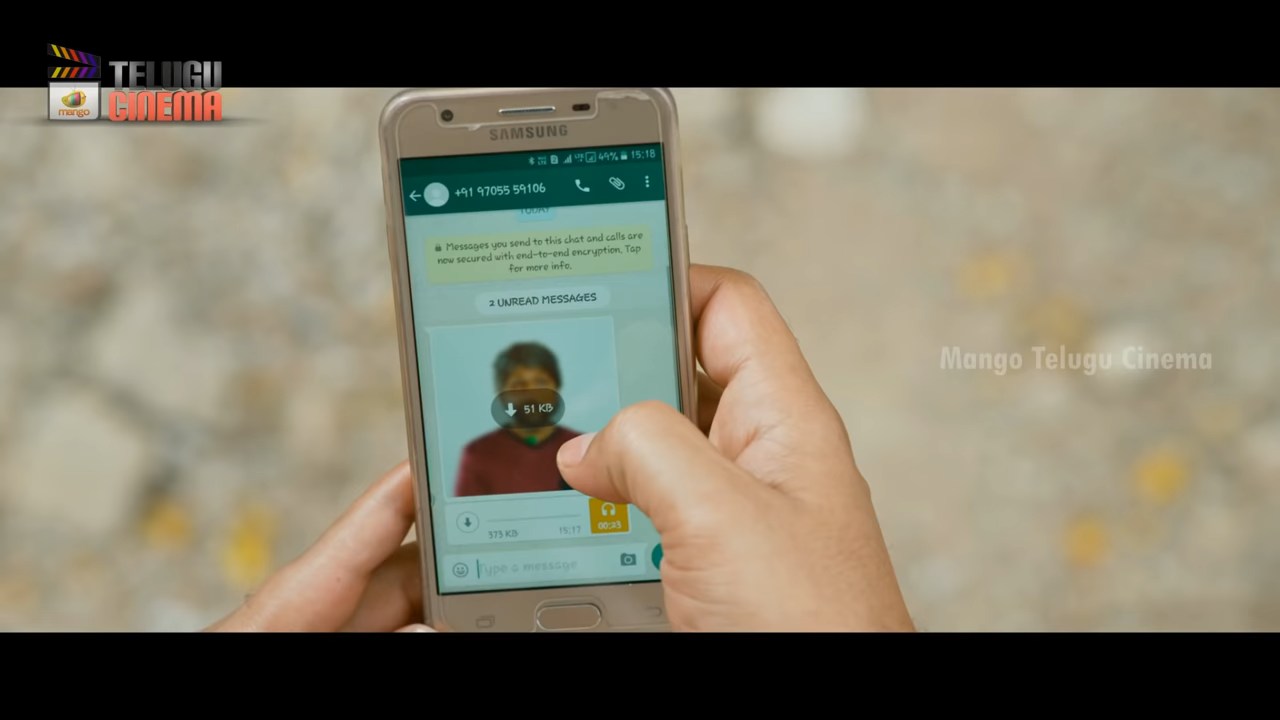 TELUGU
CINEMA
mango
SAMSUNG
49% 15:18
+91 97055 59106
TODAY
Messages you send to this chat and calls are
now secured with end-to-end encryption. Tap
for more info.
2 UNREAD MESSAGES
51 KB
373 KB
15:17
00:23
Type a message
Mango Telugu Cinema